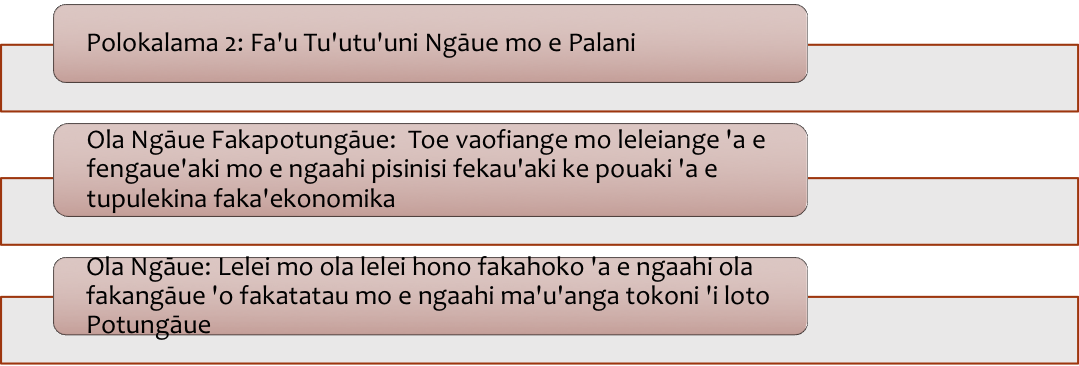 Polokalama 2: Fa'u Tu'utu'uni Ngāue mo e Palani
Ola Ngāue Fakapotungāue:  Toe vaofiange mo leleiange 'a e
fengaue'aki mo e ngaahi pisinisi fekau'aki ke pouaki 'a e
tupulekina faka'ekonomika
Ola Ngāue: Lelei mo ola lelei hono fakahoko 'a e ngaahi ola
fakangāue 'o fakatatau mo e ngaahi ma'u'anga tokoni 'i loto
Potungāue